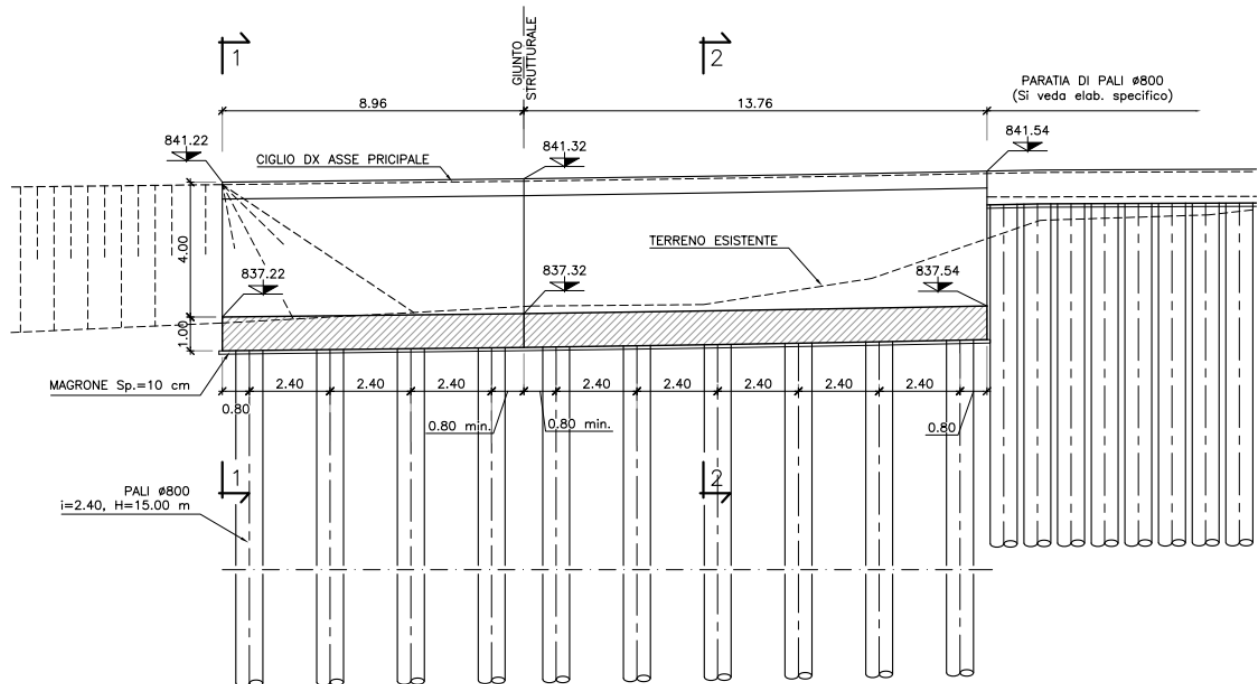 1
2
GIUNTO
STRUTTURALE
PARATIA DI PALI ø800
(Si veda elab. specifico)
8.96
13.76
841.22
841.32
841.54
CIGLIO DX ASSE PRICIPALE
4.00
TERRENO ESISTENTE
837.22
837.32
837.54
1.00
MAGRONE Sp.=10 cm
2.40
2.40
2.40
2.40
2.40
2.40
2.40
2.40
0.80
0.80 min.
0.80 min.
0.80
1
2
PALI ø800
i=2.40, H=15.00 m